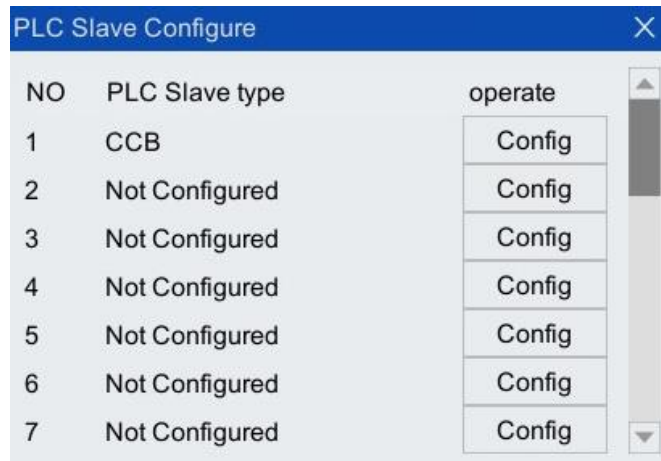 PLC Slave Configure X
NO PLC Slave type operate
1 CCB Config
2 Not Configured Config
3 Not Configured Config
4 Not Configured Config
5 Not Configured Config
6 Not Configured Config
7 Not Configured Config